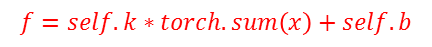 f = self.k * torch.sum(x) + self.b